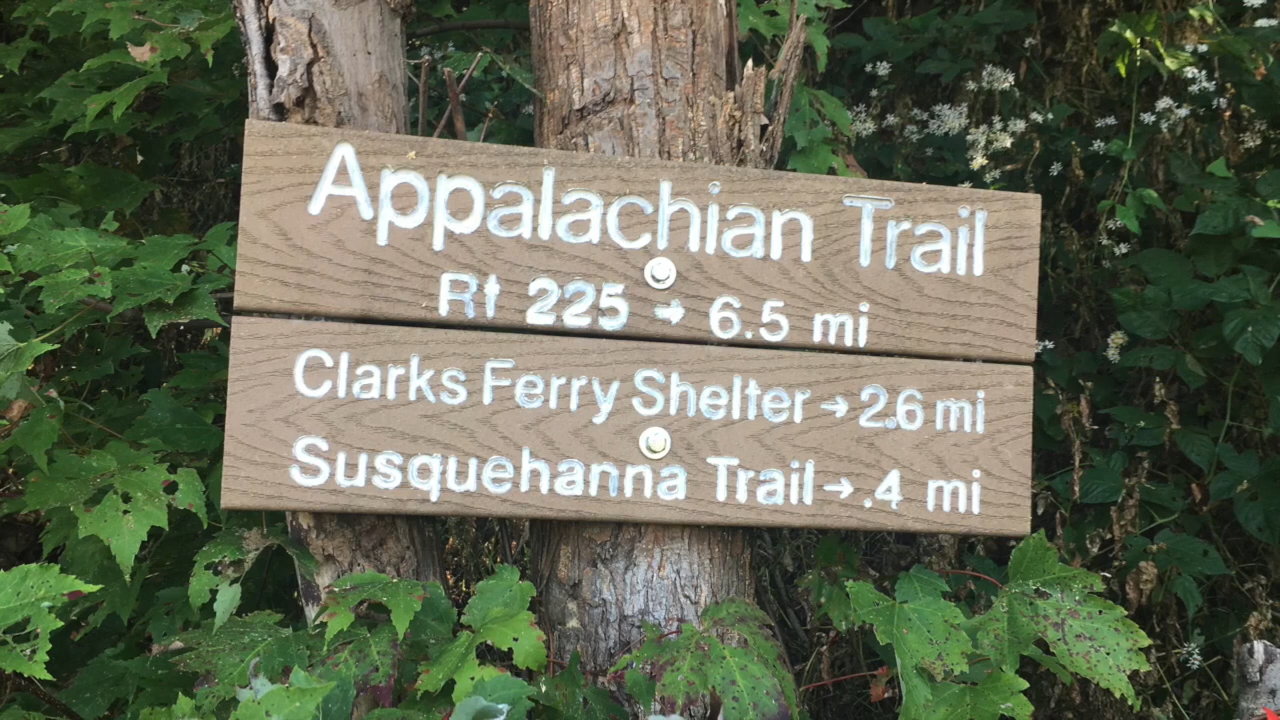 Appalachian Trail
Rt 225 → 6.5 mi
Clarks Ferry Shelter → 2.6 mi
Susquehanna Trail → .4 mi